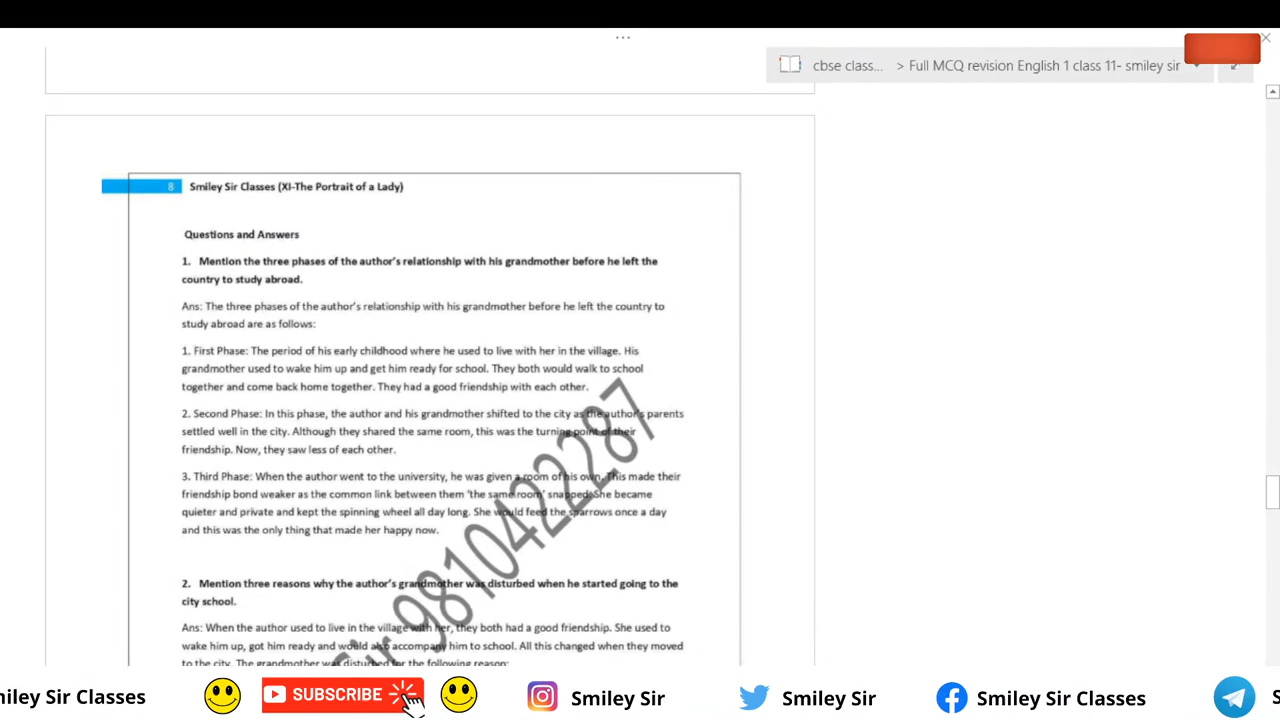 cbse class... > Full MCQ revision English 1 class 11- smiley sir
8 Smiley Sir Classes (XI-The Portrait of a Lady)
Questions and Answers
1. Mention the three phases of the author's relationship with his grandmother before he left the
country to study abroad.
Ans: The three phases of the author's relationship with his grandmother before he left the country to
study abroad are as follows:
1. First Phase: The period of his early childhood where he used to live with her in the village. His
grandmother used to wake him up and get him ready for school. They both would walk to school
together and come back home together. They had a good friendship with each other.
2. Second Phase: In this phase, the author and his grandmother shifted to the city as the author's parents
settled well in the city. Although they shared the same room, this was the turning point of their
friendship. Now, they saw less of each other.
3. Third Phase: When the author went to the university, he was given a room of his own. This made their
friendship bond weaker as the common link between them 'the same room' snapped. She became
quieter and private and kept the spinning wheel all day long. She would feed the sparrows once a day
and this was the only thing that made her happy now.
2. Mention three reasons why the author's grandmother was disturbed when he started going to the
city school.
Ans: When the author used to live in the village with her, they both had a good friendship. She used to
wake him up, got him ready and would also accompany him to school. All this changed when they moved
to the city. The grandmother was disturbed for the following reason:
Sir 9810422287
miley Sir Classes SUBSCRIBE Smiley Sir Smiley Sir Smiley Sir Classes S